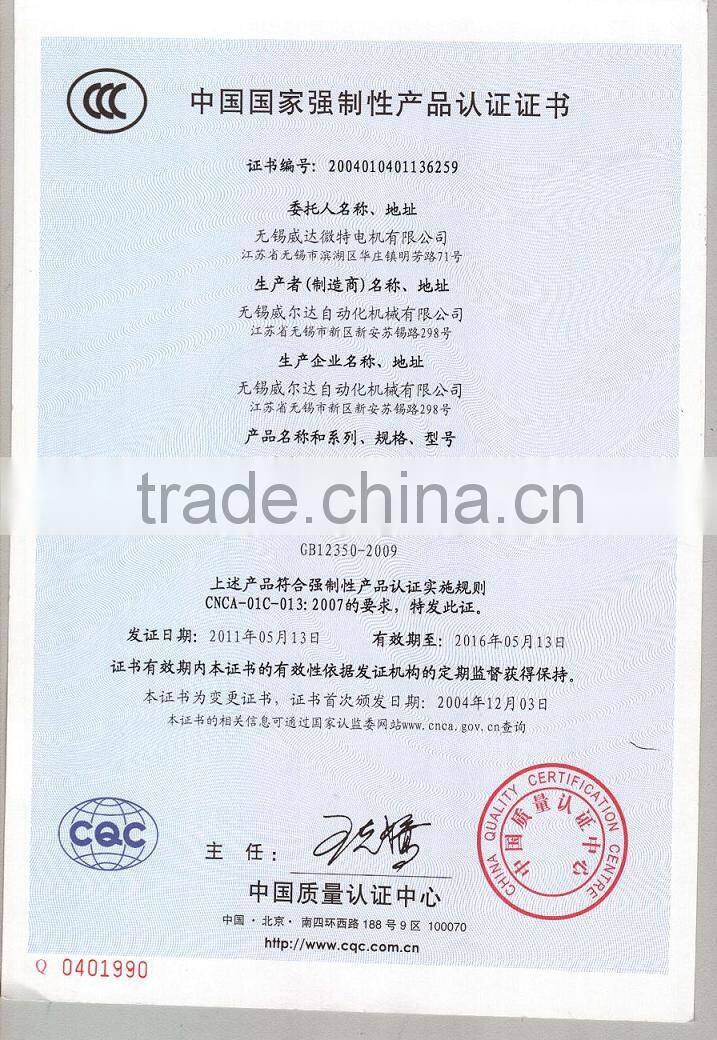 CCC
中国国家强制性产品认证证书
证书编号: 2004010401136259
委托人名称、地址
无锡威达微特电机有限公司
江苏省无锡市滨湖区华庄镇明芳路71号
生产者(制造商)名称、地址
无锡威尔达自动化机械有限公司
江苏省无锡市新区新安苏锡路298号
生产企业名称、地址
无锡威尔达自动化机械有限公司
江苏省无锡市新区新安苏锡路298号
产品名称和系列、规格、型号
trade.china.cn
GB12350-2009
上述产品符合强制性产品认证实施规则
CNCA-01C-013: 2007的要求, 特发此证。
发证日期: 2011年05月13日 有效期至: 2016年05月13日
证书有效期内本证书的有效性依据发证机构的定期监督获得保持。
本证书为变更证书, 证书首次颁发日期: 2004年12月03日
本证书的相关信息可通过国家认监委网站www.cnca.gov.cn查询
CQC
主 任:
CHINA QUALITY CERTIFICATION CENTRE
中国质量认证中心
中国质量认证中心
中国·北京·南四环西路 188 号 9 区 100070
http://www.cqc.com.cn
Q 0401990